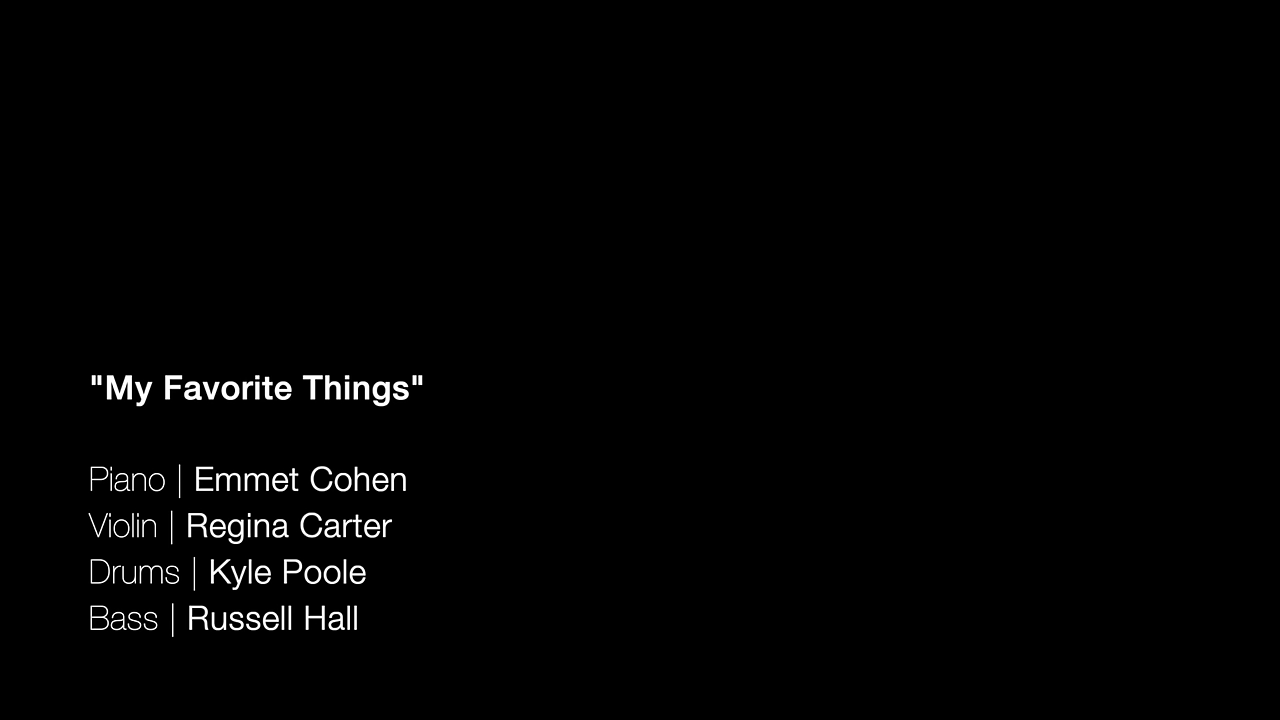 "My Favorite Things"
Piano | Emmet Cohen
Violin | Regina Carter
Drums | Kyle Poole
Bass | Russell Hall